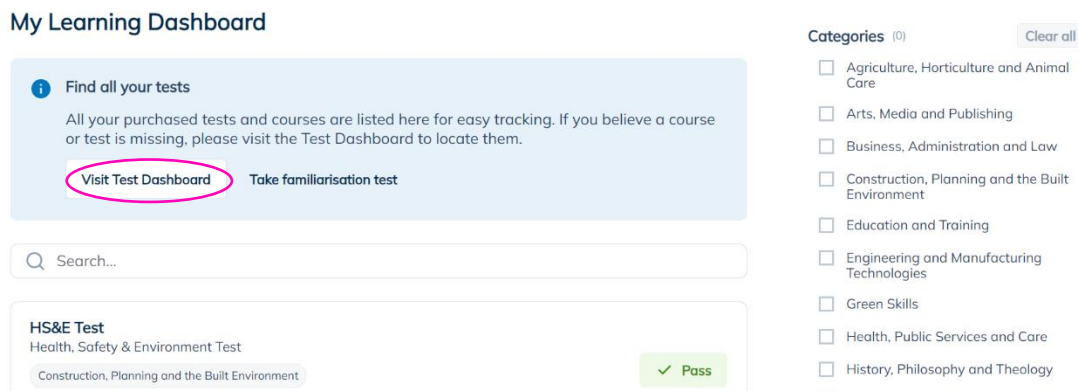 My Learning Dashboard
Find all your tests
All your purchased tests and courses are listed here for easy tracking. If you believe a course
or test is missing, please visit the Test Dashboard to locate them.
Visit Test Dashboard
Take familiarisation test
Search...
HS&E Test
Health, Safety & Environment Test
Construction, Planning and the Built Environment
Pass
Categories (0)
Clear all
Agriculture, Horticulture and Animal
Care
Arts, Media and Publishing
Business, Administration and Law
Construction, Planning and the Built
Environment
Education and Training
Engineering and Manufacturing
Technologies
Green Skills
Health, Public Services and Care
History, Philosophy and Theology